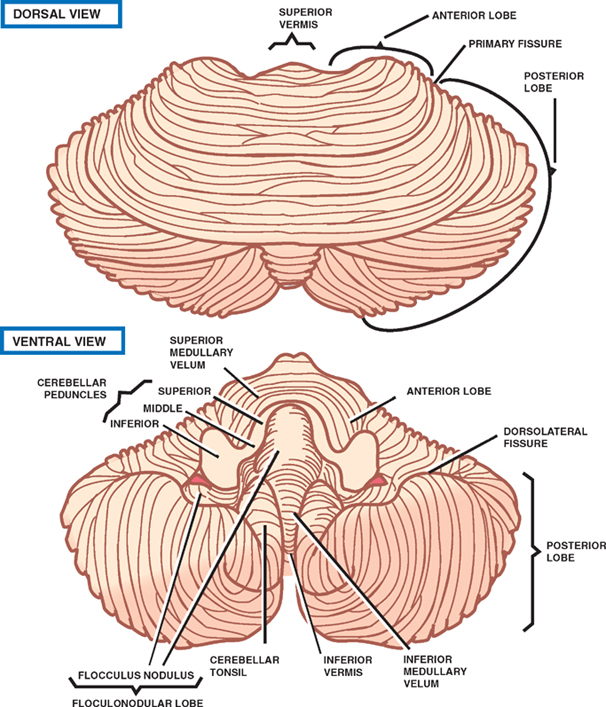 DORSAL VIEW
SUPERIOR
VERMIS
ANTERIOR LOBE
PRIMARY FISSURE
POSTERIOR
LOBE
VENTRAL VIEW
SUPERIOR
MEDULLARY
VELUM
CEREBELLAR
PEDUNCLES
SUPERIOR
MIDDLE
INFERIOR
ANTERIOR LOBE
DORSOLATERAL
FISSURE
POSTERIOR
LOBE
FLOCCULUS NODULUS
FLOCULONODULAR LOBE
CEREBELLAR
TONSIL
INFERIOR
VERMIS
INFERIOR
MEDULLARY
VELUM